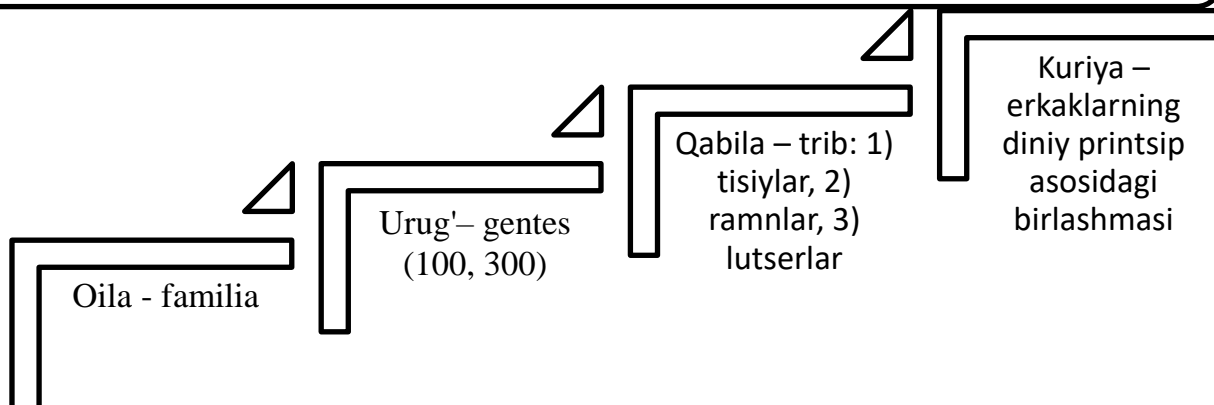 Oila - familia
Urug'– gentes
(100, 300)
Qabila – trib: 1)
tisiylar, 2)
ramnlar, 3)
lutserlar
Kuriya –
erkaklarning
diniy printsip
asosidagi
birlashmasi